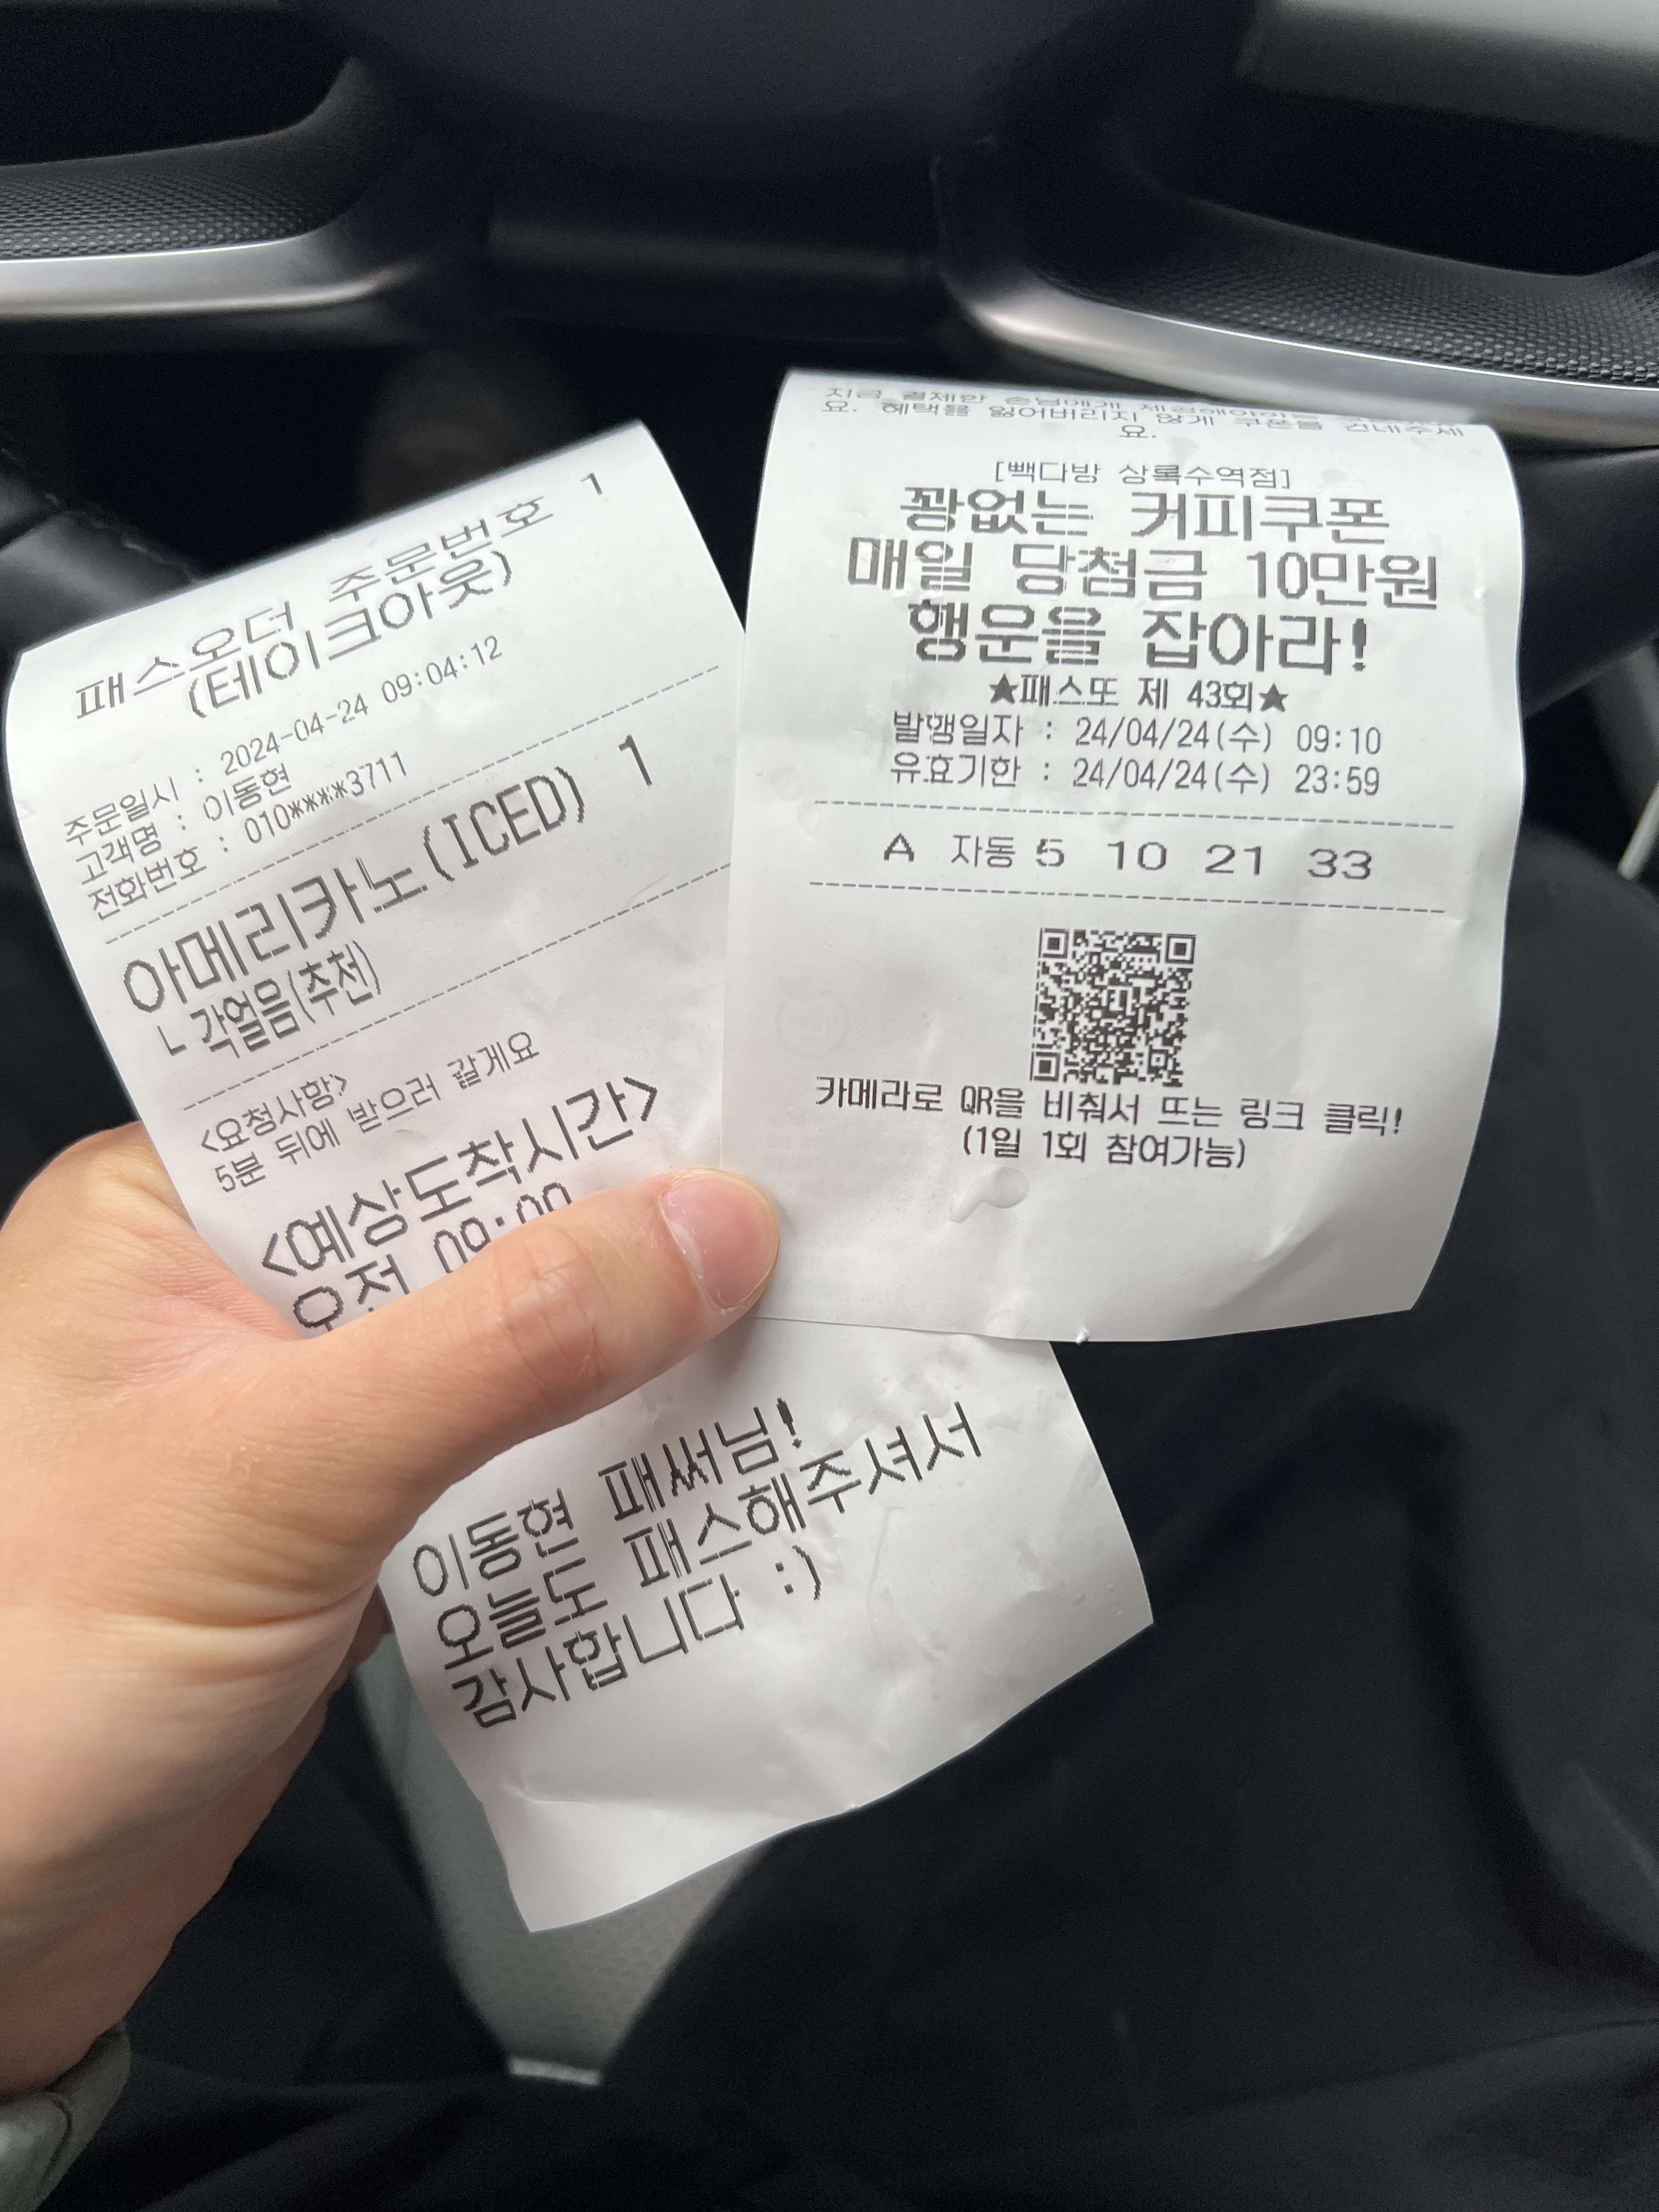 패스오더 주문번호 1
(테이크아웃)
주문일시 : 2024-04-24 09:04:12
고객명 : 이동현
전화번호 : 010****3711
아메리카노(ICED) 1
ㄴ각얼음(추천)
<요청사항>
5분 뒤에 받으러 갈게요
<예상도착시간>
오전 09:09
이동현 패써님!
오늘도 패스해주셔서
감사합니다 :)
지금 결제한 손님에게 제공해야하는
요. 혜택을 잃어버리지 않게 쿠폰을 건네주세
요.
[빽다방 상록수역점]
꽝없는 커피쿠폰
매일 당첨금 10만원
행운을 잡아라!
★패스또 제 43회★
발행일자 : 24/04/24(수) 09:10
유효기한 : 24/04/24(수) 23:59
A 자동 5 10 21 33
카메라로 QR을 비춰서 뜨는 링크 클릭!
(1일 1회 참여가능)